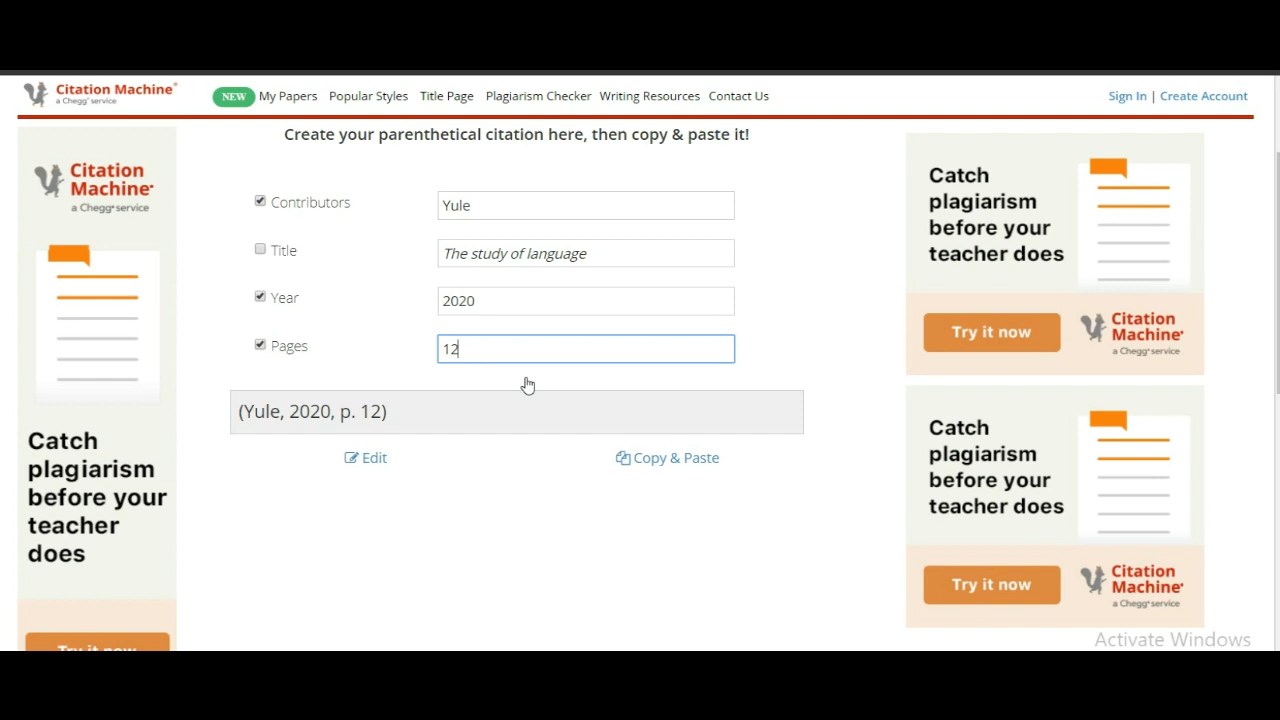 Citation Machine®
a Chegg® service
NEW My Papers Popular Styles Title Page Plagiarism Checker Writing Resources Contact Us
Sign In | Create Account
Create your parenthetical citation here, then copy & paste it!
Contributors Yule
Title The study of language
Year 2020
Pages 12
(Yule, 2020, p. 12)
Edit Copy & Paste
Citation
Machine®
a Chegg® service
Catch
plagiarism
before your
teacher
does
Try it now
Catch
plagiarism
before your
teacher does
Try it now
Citation
Machine®
a Chegg® service
Catch
plagiarism
before your
teacher does
Try it now
Citation
Machine®
a Chegg® service
Activate Windows